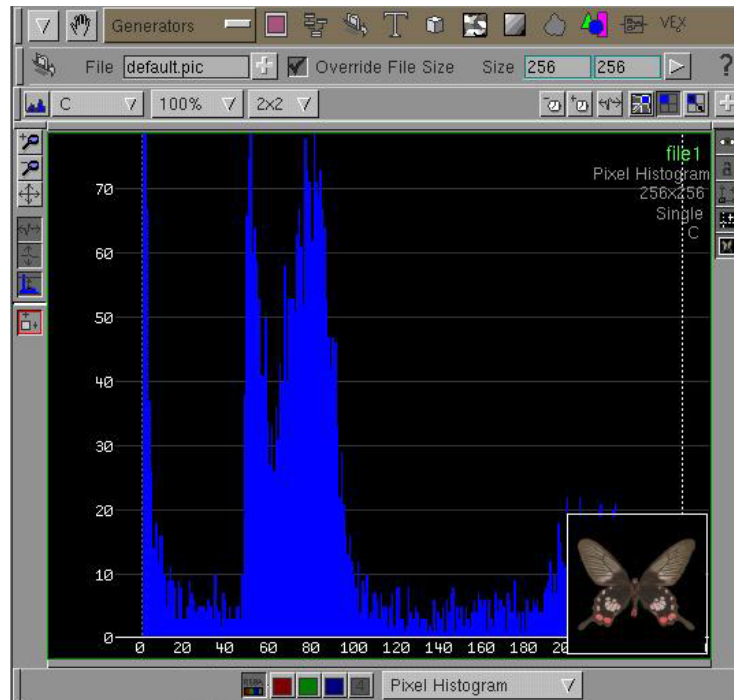 Generators VEX
File default.pic Override File Size Size 256 256 ?
C 100% 2x2
file1
Pixel Histogram
256x256
Single
C
a
70
60
50
40
30
20
10
0
0 20 40 60 80 100 120 140 160 180
4 Pixel Histogram